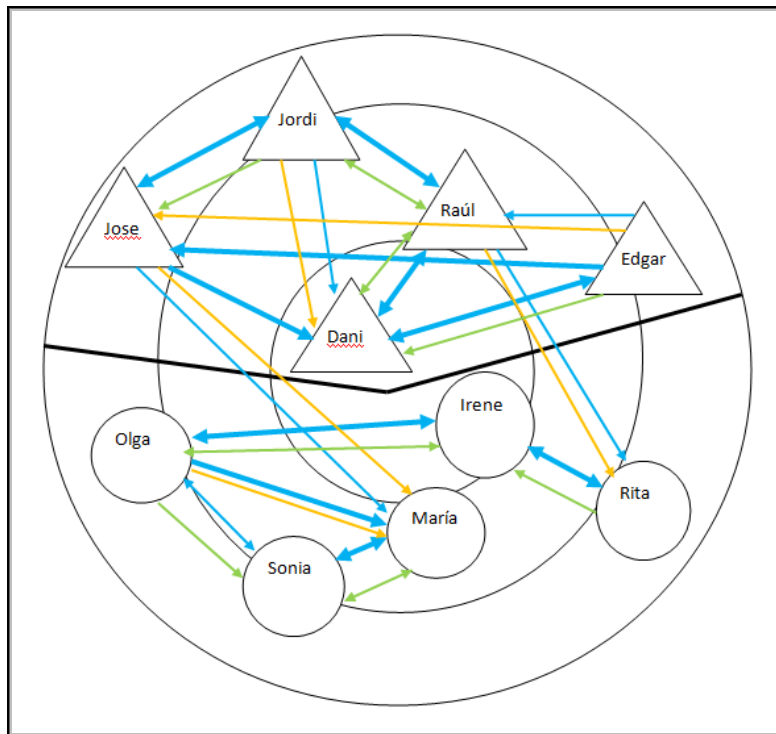 Jordi
Raúl
Jose
Edgar
Dani
Irene
Olga
Rita
María
Sonia